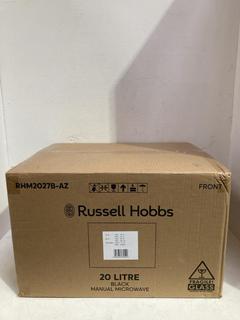 RHM2027B-AZ
FRONT
Russell Hobbs
20 LITRE
BLACK
MANUAL MICROWAVE
FRAGILE
GLASS